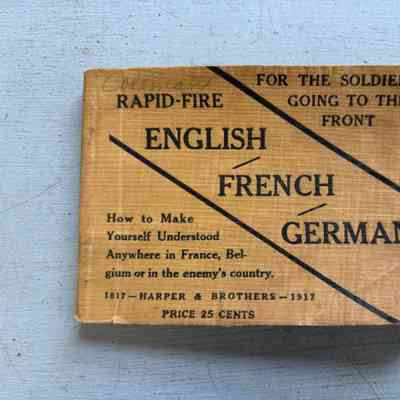 FOR THE SOLDIE
RAPID-FIRE
GOING TO TH
FRONT
ENGLISH
FRENCH
GERMAN
How to Make
Yourself Understood
Anywhere in France, Bel-
gium or in the enemy's country.
1817—HARPER & BROTHERS—1917
PRICE 25 CENTS